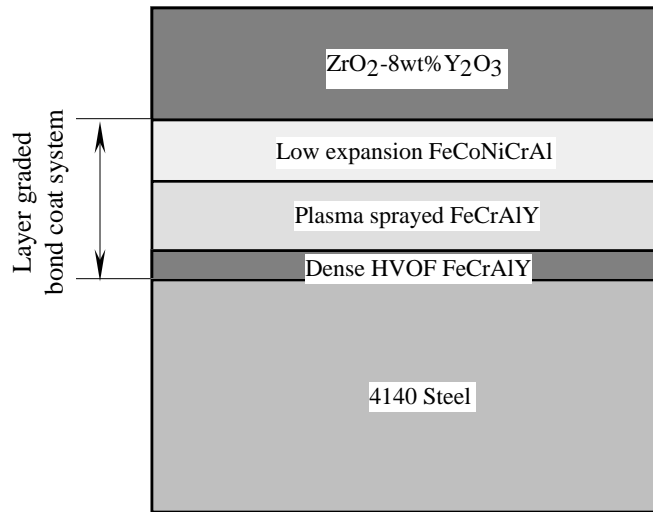 ZrO2-8wt%Y2O3
Low expansion FeCoNiCrAl
Plasma sprayed FeCrAlY
Dense HVOF FeCrAlY
4140 Steel
Layer graded
bond coat system